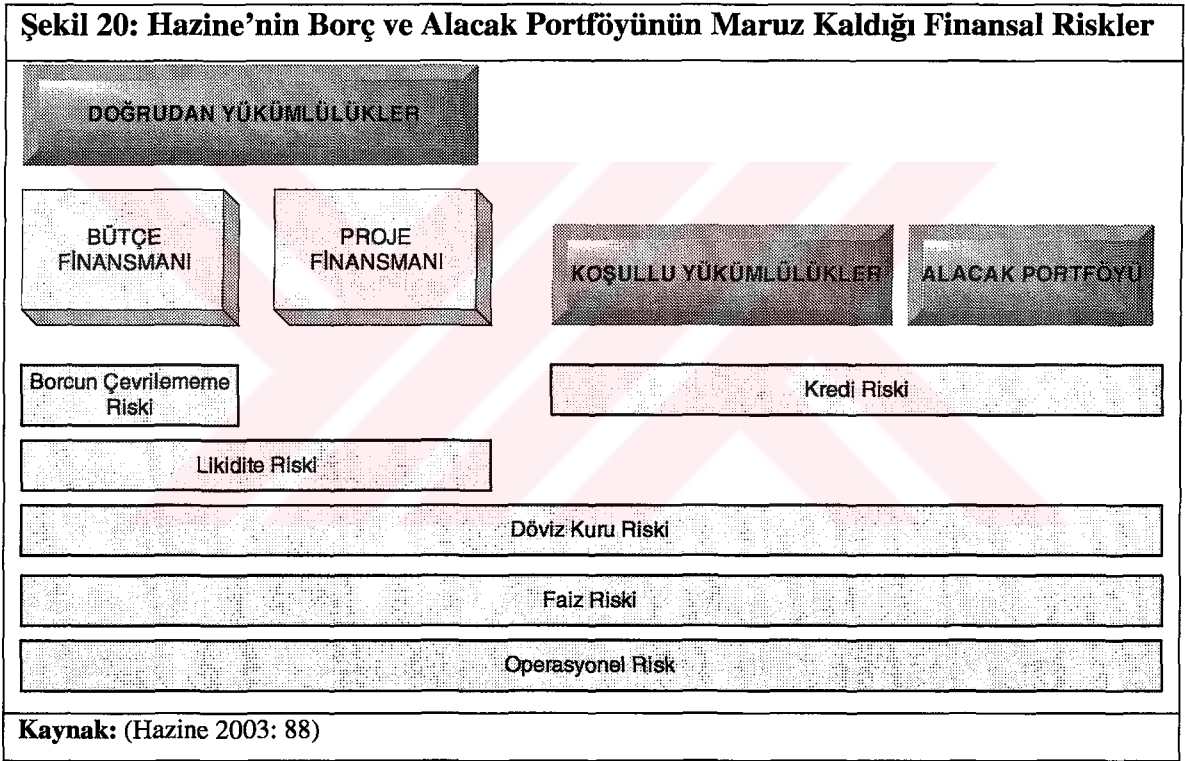 Şekil 20: Hazine’nin Borç ve Alacak Portföyünün Maruz Kaldığı Finansal Riskler
DOĞRUDAN YÜKÜMLÜLÜKLER
BÜTÇE
FİNANSMANI
PROJE
FİNANSMANI
KOŞULLU YÜKÜMLÜLÜKLER
ALACAK PORTFÖYÜ
Borcun Çevrilememe
Riski
Kredi Riski
Likidite Riski
Döviz Kuru Riski
Faiz Riski
Operasyonel Risk
Kaynak: (Hazine 2003: 88)